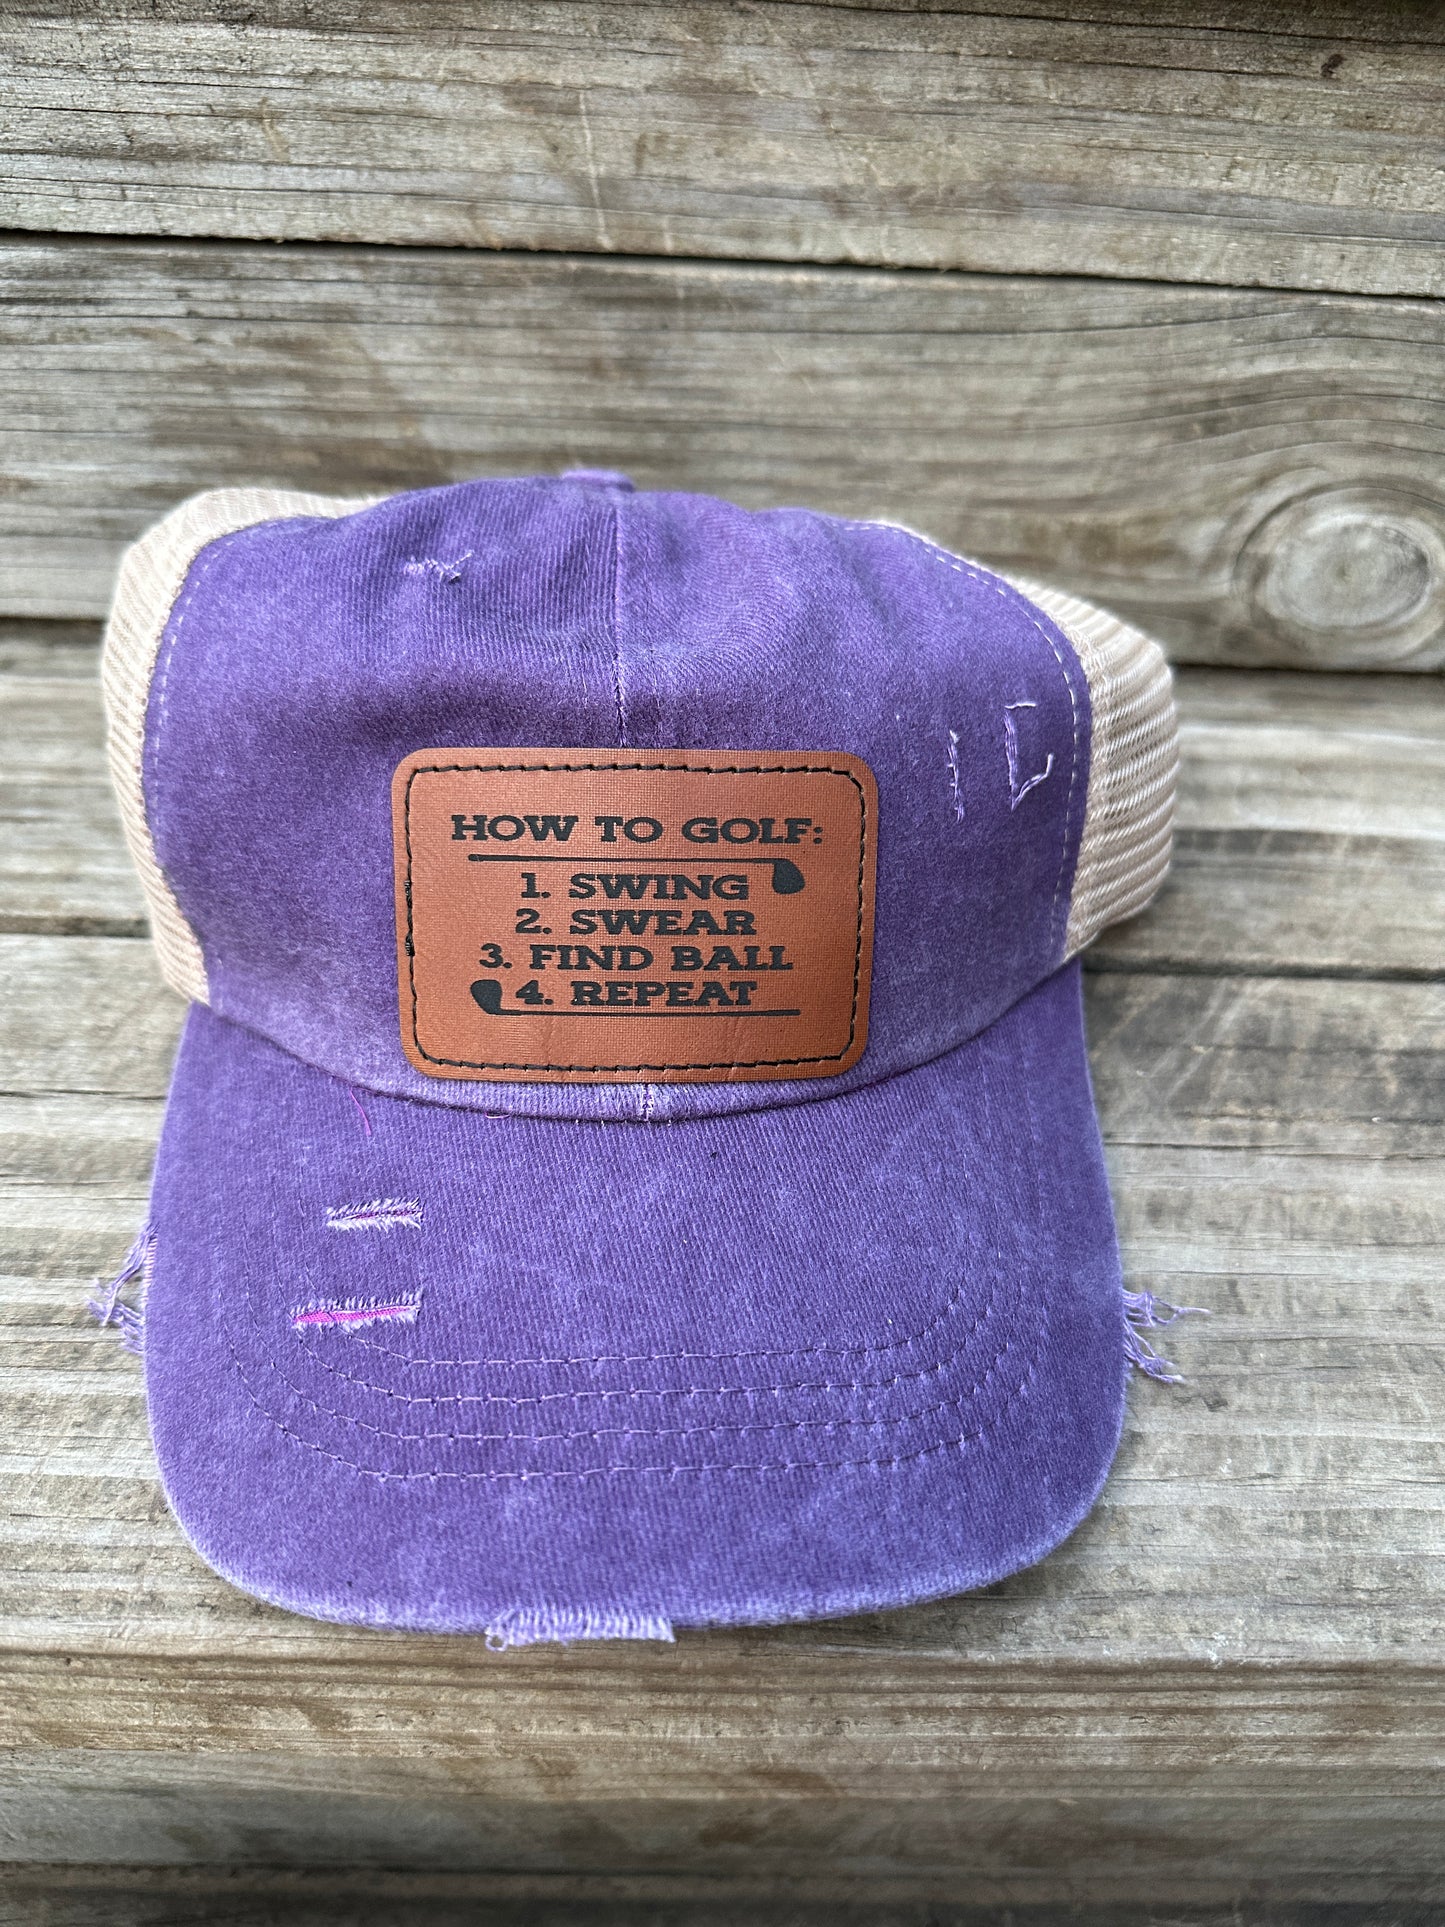 HOW TO GOLF:
1. SWING
2. SWEAR
3. FIND BALL
4. REPEAT